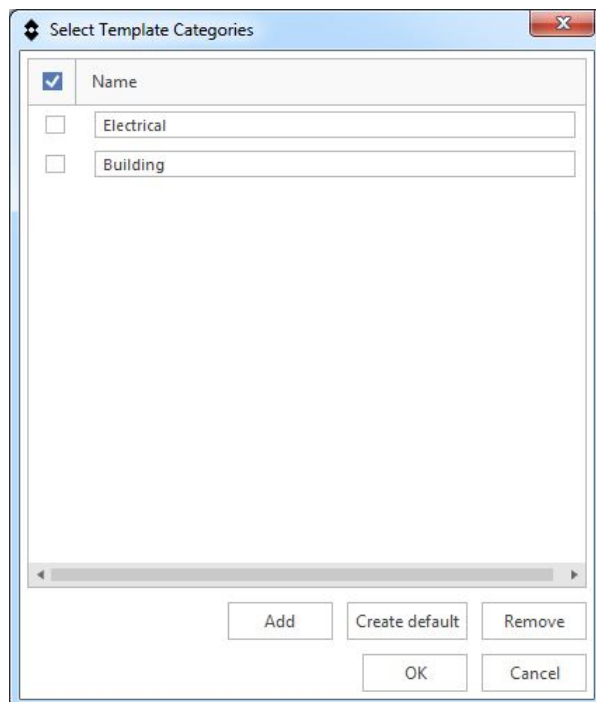 Select Template Categories
Name
Electrical
Building
Add Create default Remove
OK Cancel